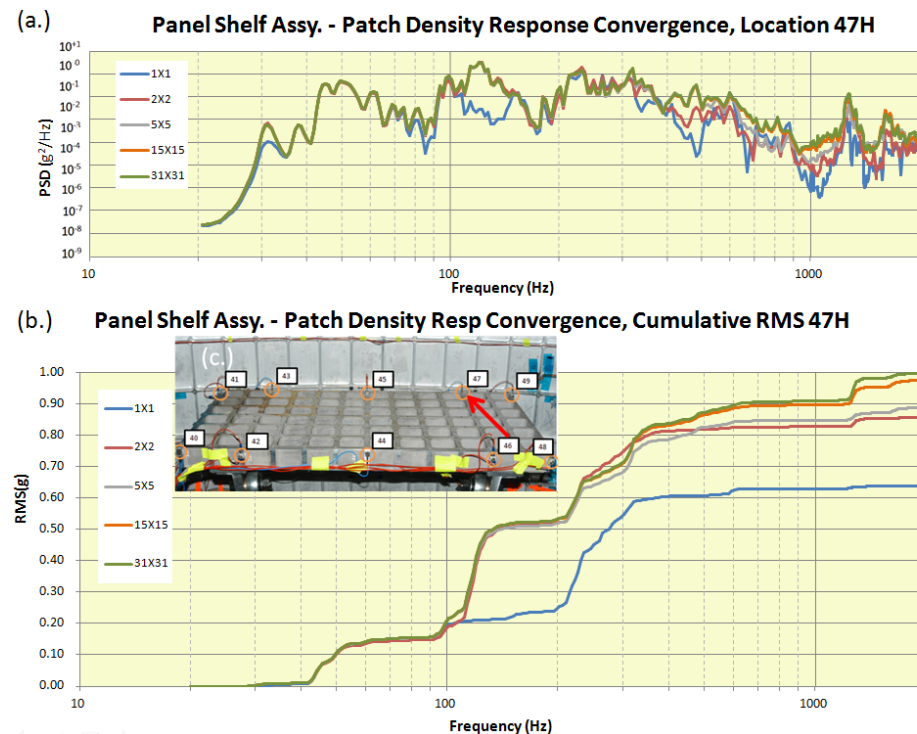 (a.)
Panel Shelf Assy. - Patch Density Response Convergence, Location 47H
PSD (g²/Hz)
10⁺¹
10⁰
10⁻¹
10⁻²
10⁻³
10⁻⁴
10⁻⁵
10⁻⁶
10⁻⁷
10⁻⁸
10⁻⁹
1X1
2X2
5X5
15X15
31X31
10 100 1000
Frequency (Hz)
(b.)
Panel Shelf Assy. - Patch Density Resp Convergence, Cumulative RMS 47H
RMS(g)
1.00
0.90
0.80
0.70
0.60
0.50
0.40
0.30
0.20
0.10
0.00
1X1
2X2
5X5
15X15
31X31
(c.)
41 43 45 47 49
40 42 44 46 48
10 100 1000
Frequency (Hz)